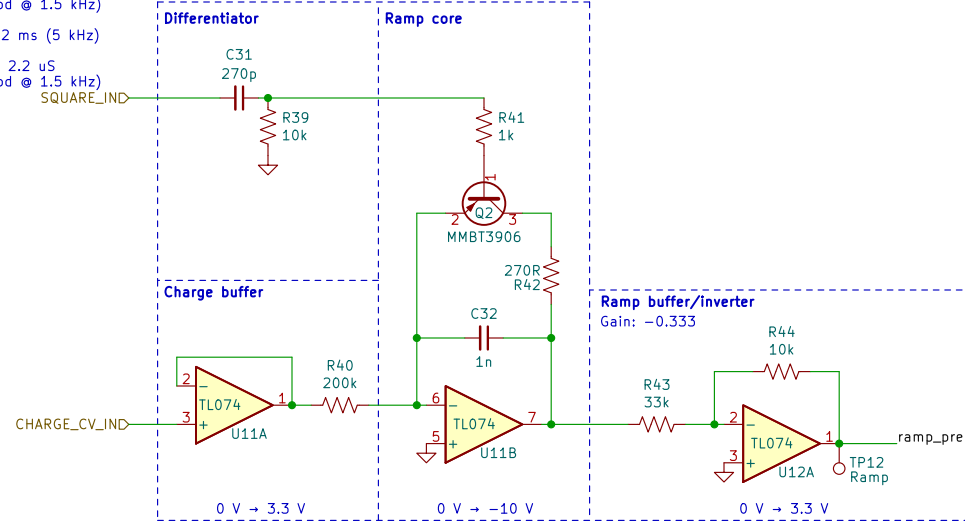 od @ 1.5 kHz)
2 ms (5 kHz)
2.2 uS
od @ 1.5 kHz)
SQUARE_IN
Differentiator
C31
270p
R39
10k
Ramp core
R41
1k
1
Q2
2
3
MMBT3906
270R
R42
C32
1n
Charge buffer
R40
200k
2
−
TL074
1
3
+
U11A
CHARGE_CV_IN
0 V → 3.3 V
6
−
TL074
7
5
+
U11B
0 V → −10 V
Ramp buffer/inverter
Gain: −0.333
R44
10k
R43
33k
2
−
TL074
1
3
+
U12A
ramp_pre
TP12
Ramp
0 V → 3.3 V